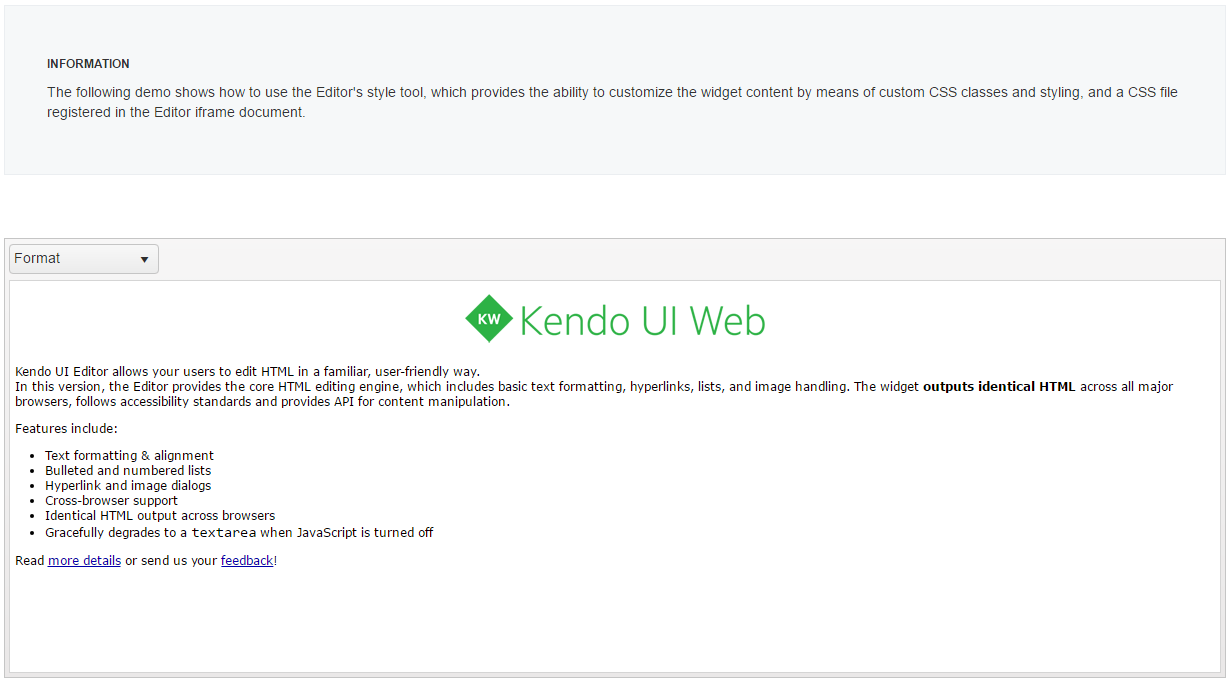 INFORMATION
The following demo shows how to use the Editor's style tool, which provides the ability to customize the widget content by means of custom CSS classes and styling, and a CSS file
registered in the Editor iframe document.
Format
KW Kendo UI Web
Kendo UI Editor allows your users to edit HTML in a familiar, user-friendly way.
In this version, the Editor provides the core HTML editing engine, which includes basic text formatting, hyperlinks, lists, and image handling. The widget outputs identical HTML across all major
browsers, follows accessibility standards and provides API for content manipulation.
Features include:
• Text formatting & alignment
• Bulleted and numbered lists
• Hyperlink and image dialogs
• Cross-browser support
• Identical HTML output across browsers
• Gracefully degrades to a textarea when JavaScript is turned off
Read more details or send us your feedback!